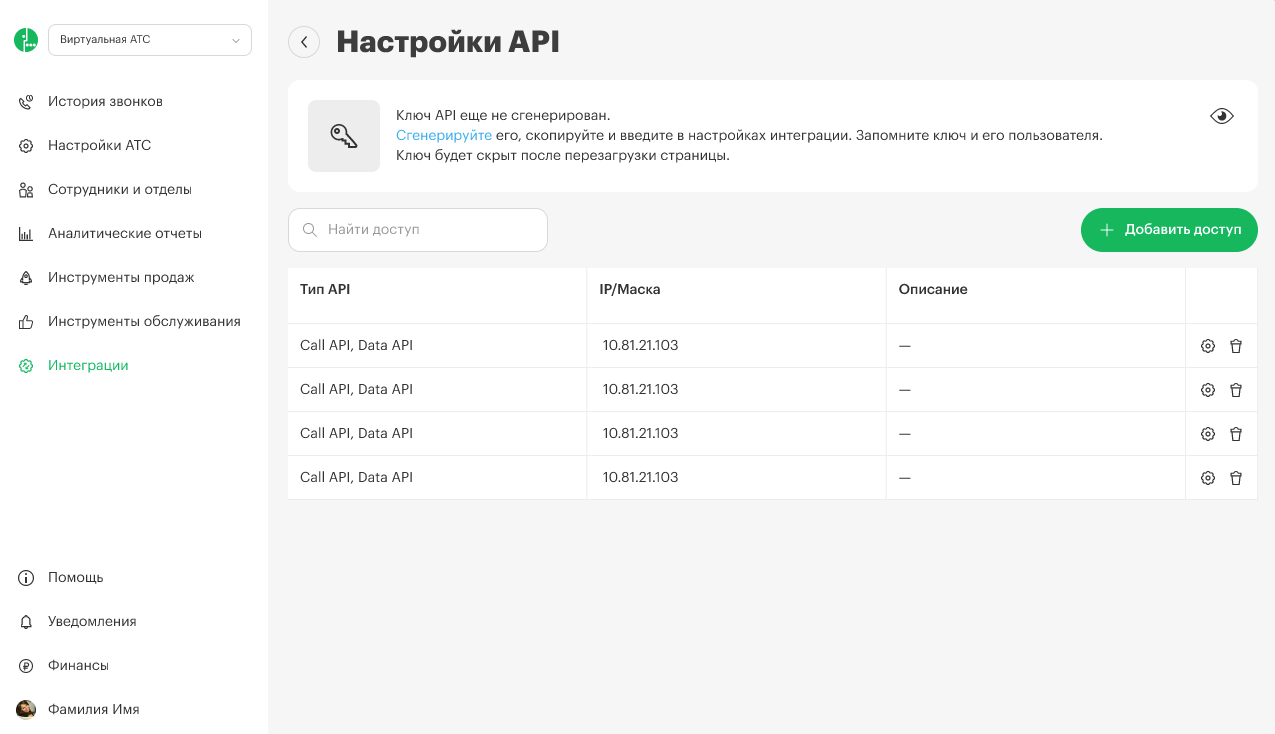 Виртуальная АТС
История звонков
Настройки АТС
Сотрудники и отделы
Аналитические отчеты
Инструменты продаж
Инструменты обслуживания
Интеграции
Помощь
Уведомления
Финансы
Фамилия Имя
Настройки API
Ключ API еще не сгенерирован.
Сгенерируйте его, скопируйте и введите в настройках интеграции. Запомните ключ и его пользователя.
Ключ будет скрыт после перезагрузки страницы.
Найти доступ
Добавить доступ
Тип API IP/Маска Описание
Call API, Data API 10.81.21.103 —
Call API, Data API 10.81.21.103 —
Call API, Data API 10.81.21.103 —
Call API, Data API 10.81.21.103 —